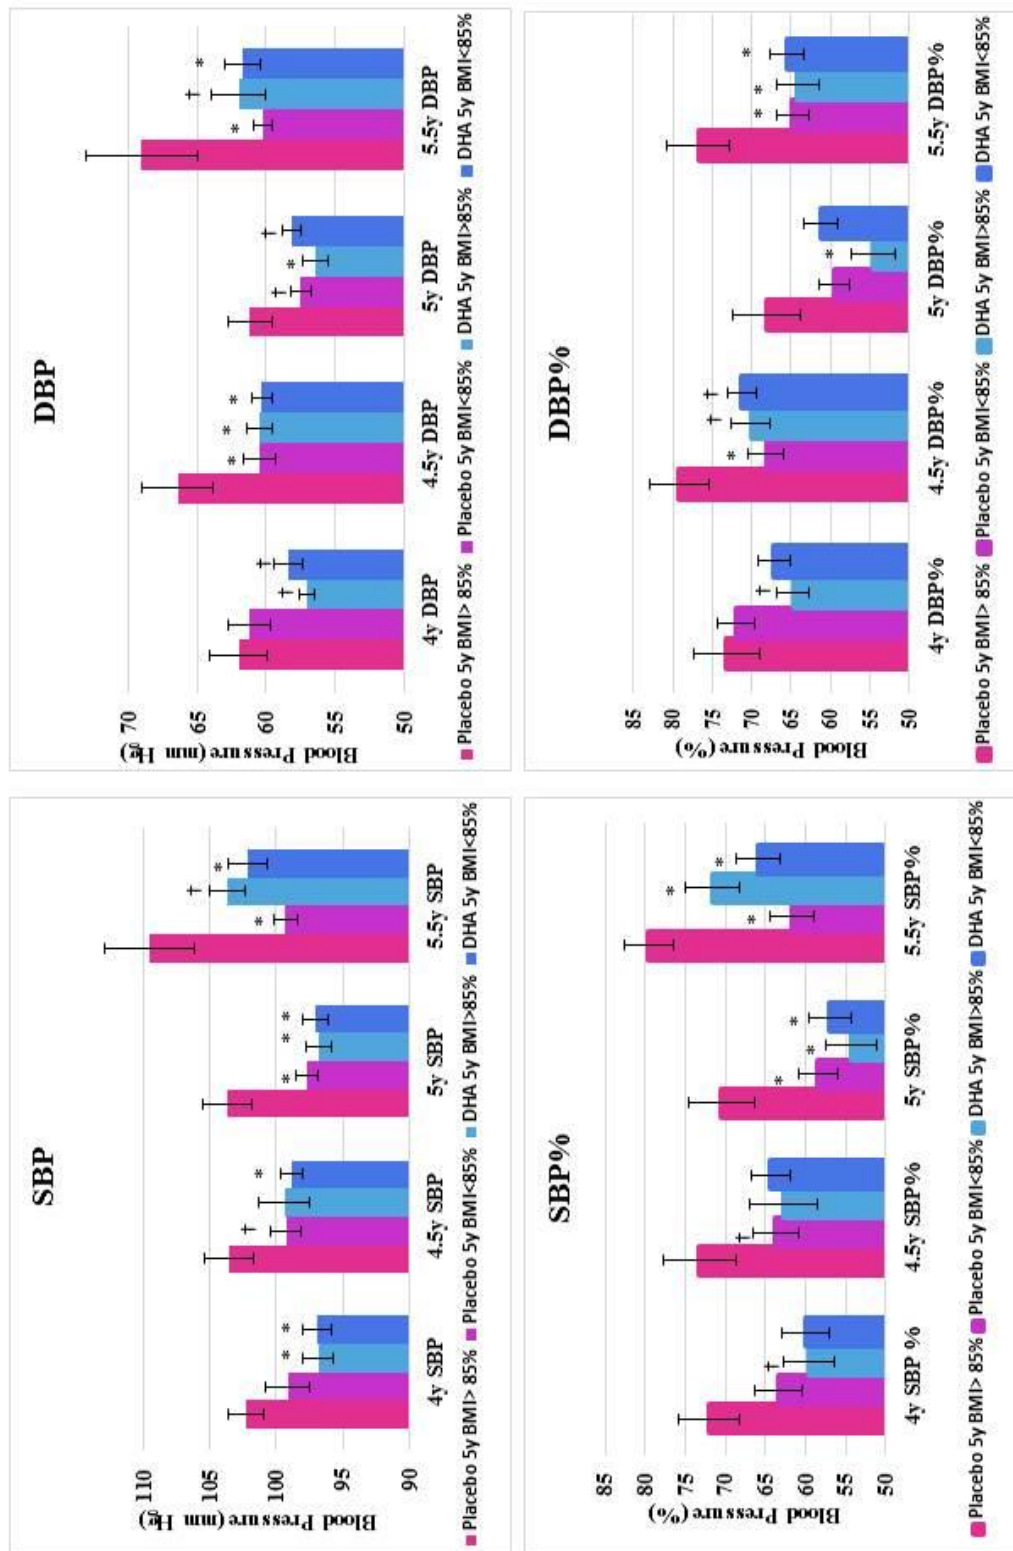 SBP
Blood Pressure (mm Hg)
110
105
100
95
90
* *
† *
* * *
* † *
4y SBP 4.5y SBP 5y SBP 5.5y SBP
Placebo 5y BMI> 85% Placebo 5y BMI<85% DHA 5y BMI>85% DHA 5y BMI<85%
DBP
Blood Pressure (mm Hg)
70
65
60
55
50
† †
* * *
† * †
* † *
4y DBP 4.5y DBP 5y DBP 5.5y DBP
Placebo 5y BMI> 85% Placebo 5y BMI<85% DHA 5y BMI>85% DHA 5y BMI<85%
SBP%
Blood Pressure (%)
85
80
75
70
65
60
55
50
†
†
* * *
* * *
4y SBP % 4.5y SBP% 5y SBP% 5.5y SBP%
Placebo 5y BMI> 85% Placebo 5y BMI<85% DHA 5y BMI>85% DHA 5y BMI<85%
DBP%
Blood Pressure (%)
85
80
75
70
65
60
55
50
†
* † †
*
* * *
4y DBP% 4.5y DBP% 5y DBP% 5.5y DBP%
Placebo 5y BMI> 85% Placebo 5y BMI<85% DHA 5y BMI>85% DHA 5y BMI<85%